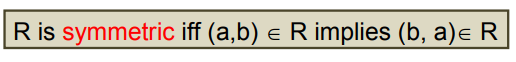 R is symmetric iff (a,b) ∈ R implies (b, a)∈ R